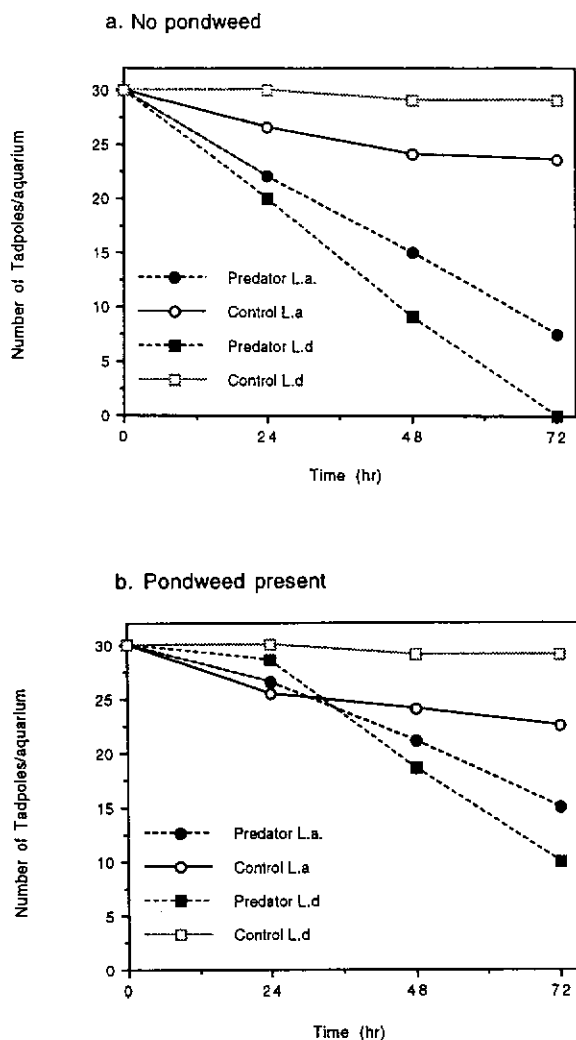 a. No pondweed
Number of Tadpoles/aquarium
30
25
20
15
10
5
0
Predator L.a.
Control L.a
Predator L.d
Control L.d
0 24 48 72
Time (hr)
b. Pondweed present
Number of Tadpoles/aquarium
30
25
20
15
10
5
0
Predator L.a.
Control L.a
Predator L.d
Control L.d
0 24 48 72
Time (hr)